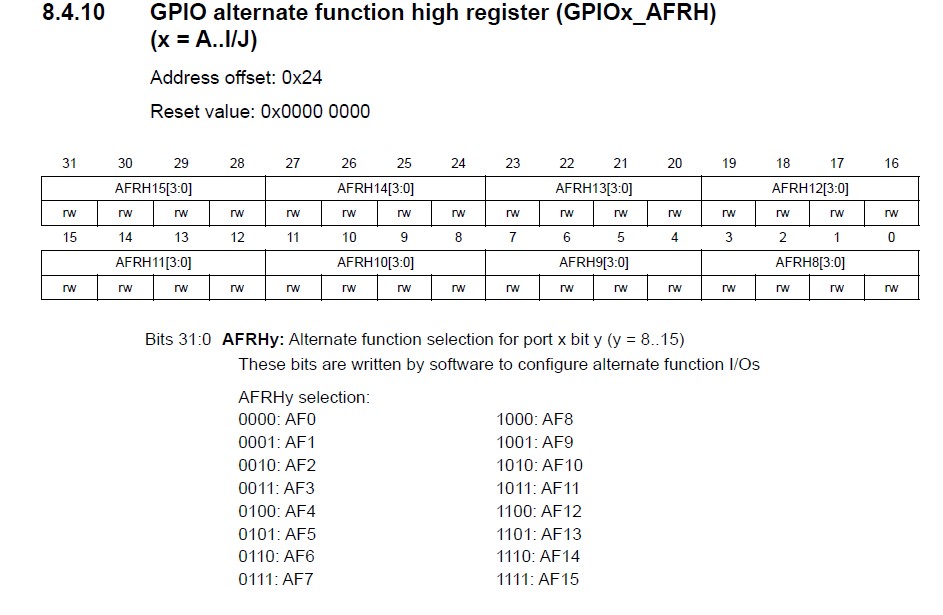 8.4.10 GPIO alternate function high register (GPIOx_AFRH)
(x = A..I/J)
Address offset: 0x24
Reset value: 0x0000 0000
31 30 29 28 27 26 25 24 23 22 21 20 19 18 17 16
AFRH15[3:0] AFRH14[3:0] AFRH13[3:0] AFRH12[3:0]
rw rw rw rw rw rw rw rw rw rw rw rw rw rw rw rw
15 14 13 12 11 10 9 8 7 6 5 4 3 2 1 0
AFRH11[3:0] AFRH10[3:0] AFRH9[3:0] AFRH8[3:0]
rw rw rw rw rw rw rw rw rw rw rw rw rw rw rw rw
Bits 31:0 AFRHy: Alternate function selection for port x bit y (y = 8..15)
These bits are written by software to configure alternate function I/Os
AFRHy selection:
0000: AF0 1000: AF8
0001: AF1 1001: AF9
0010: AF2 1010: AF10
0011: AF3 1011: AF11
0100: AF4 1100: AF12
0101: AF5 1101: AF13
0110: AF6 1110: AF14
0111: AF7 1111: AF15